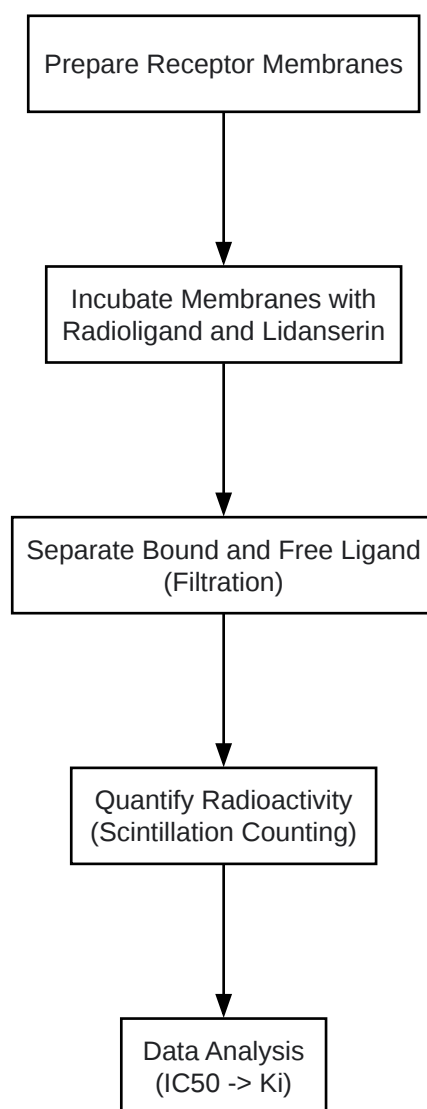 Prepare Receptor Membranes
Incubate Membranes with
Radioligand and Lidanserin
Separate Bound and Free Ligand
(Filtration)
Quantify Radioactivity
(Scintillation Counting)
Data Analysis
(IC50 -> Ki)